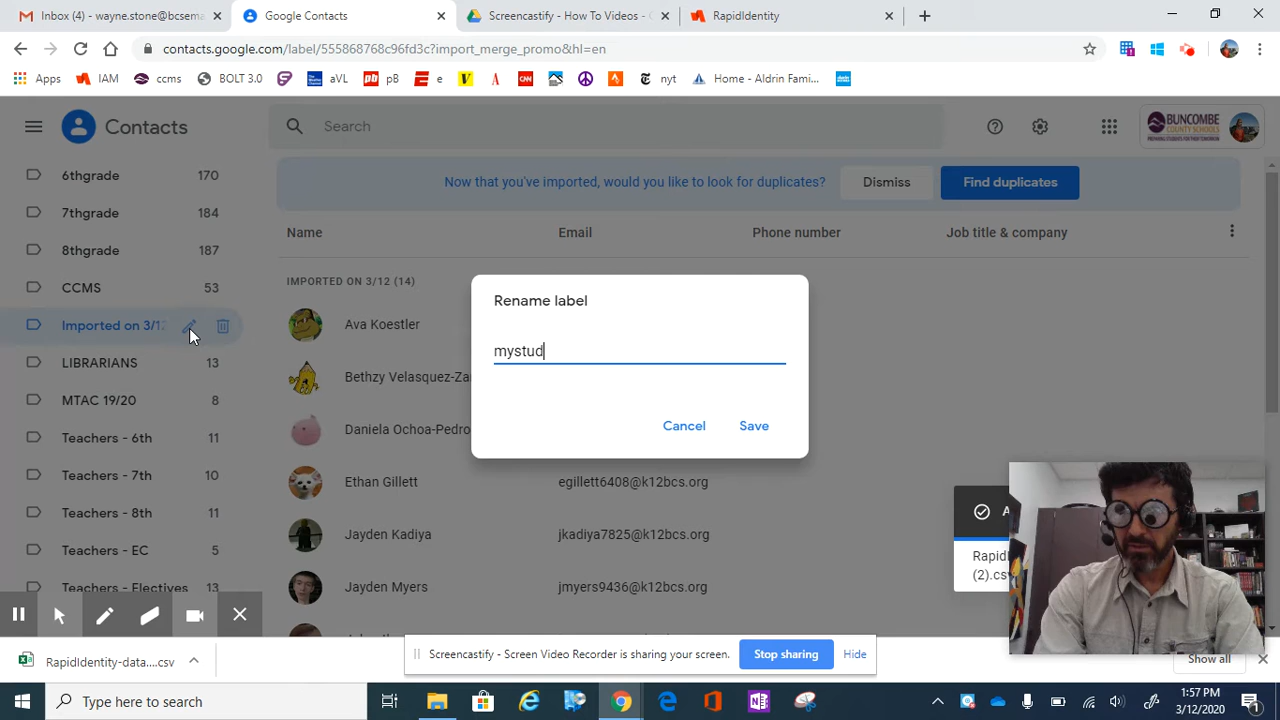 Inbox (4) - wayne.stone@bcsema
Google Contacts
Screencastify - How To Videos - G
RapidIdentity
contacts.google.com/label/555868768c96fd3c?import_merge_promo&hl=en
Apps
IAM
ccms
BOLT 3.0
aVL
pB
e
nyt
Home - Aldrin Fami...
Contacts
Search
BUNCOMBE
COUNTY SCHOOLS
6thgrade 170
7thgrade 184
8thgrade 187
CCMS 53
Imported on 3/12
LIBRARIANS 13
MTAC 19/20 8
Teachers - 6th 11
Teachers - 7th 10
Teachers - 8th 11
Teachers - EC 5
Teachers - Electives 13
Now that you've imported, would you like to look for duplicates?
Dismiss
Find duplicates
Name Email Phone number Job title & company
IMPORTED ON 3/12 (14)
Ava Koestler
Bethzy Velasquez-Za
Daniela Ochoa-Pedro
Ethan Gillett egillett6408@k12bcs.org
Jayden Kadiya jkadiya7825@k12bcs.org
Jayden Myers jmyers9436@k12bcs.org
Rename label
mystud
Cancel
Save
A
Rapidl
(2).csv
RapidIdentity-data....csv
Screencastify - Screen Video Recorder is sharing your screen.
Stop sharing
Hide
Show all
Type here to search
1:57 PM
3/12/2020